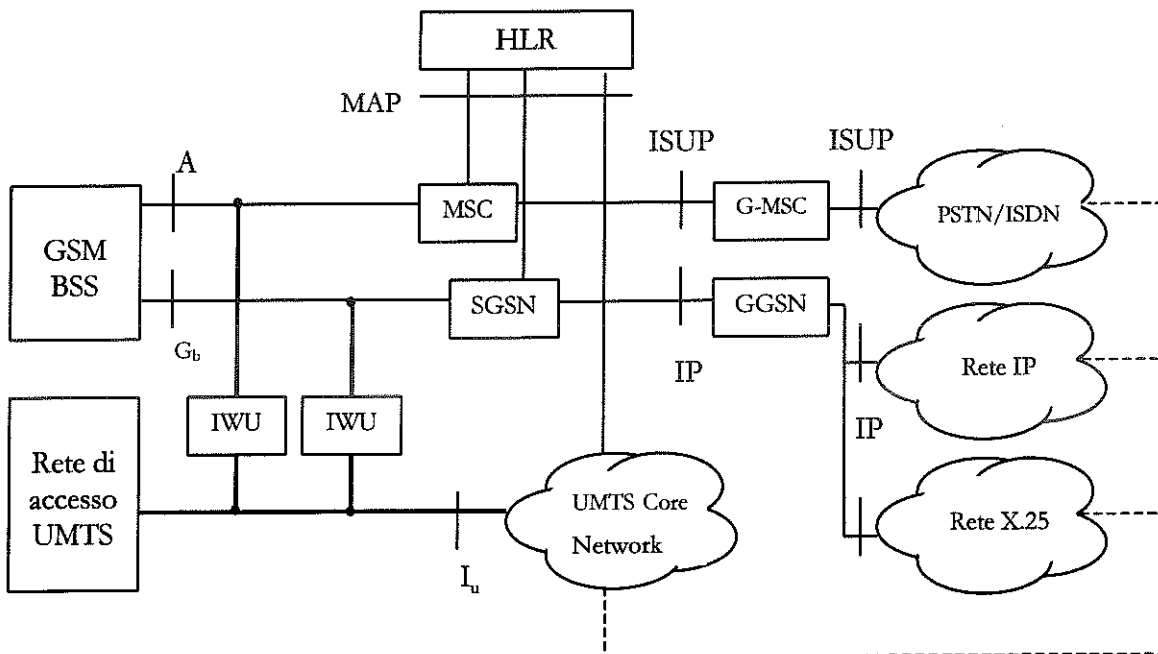 HLR
MAP
ISUP
ISUP
A
MSC
G-MSC
PSTN/ISDN
GSM
BSS
SGSN
GGSN
Gb
IP
Rete IP
IWU
IWU
IP
Rete di
accesso
UMTS
UMTS Core
Network
Rete X.25
Iu